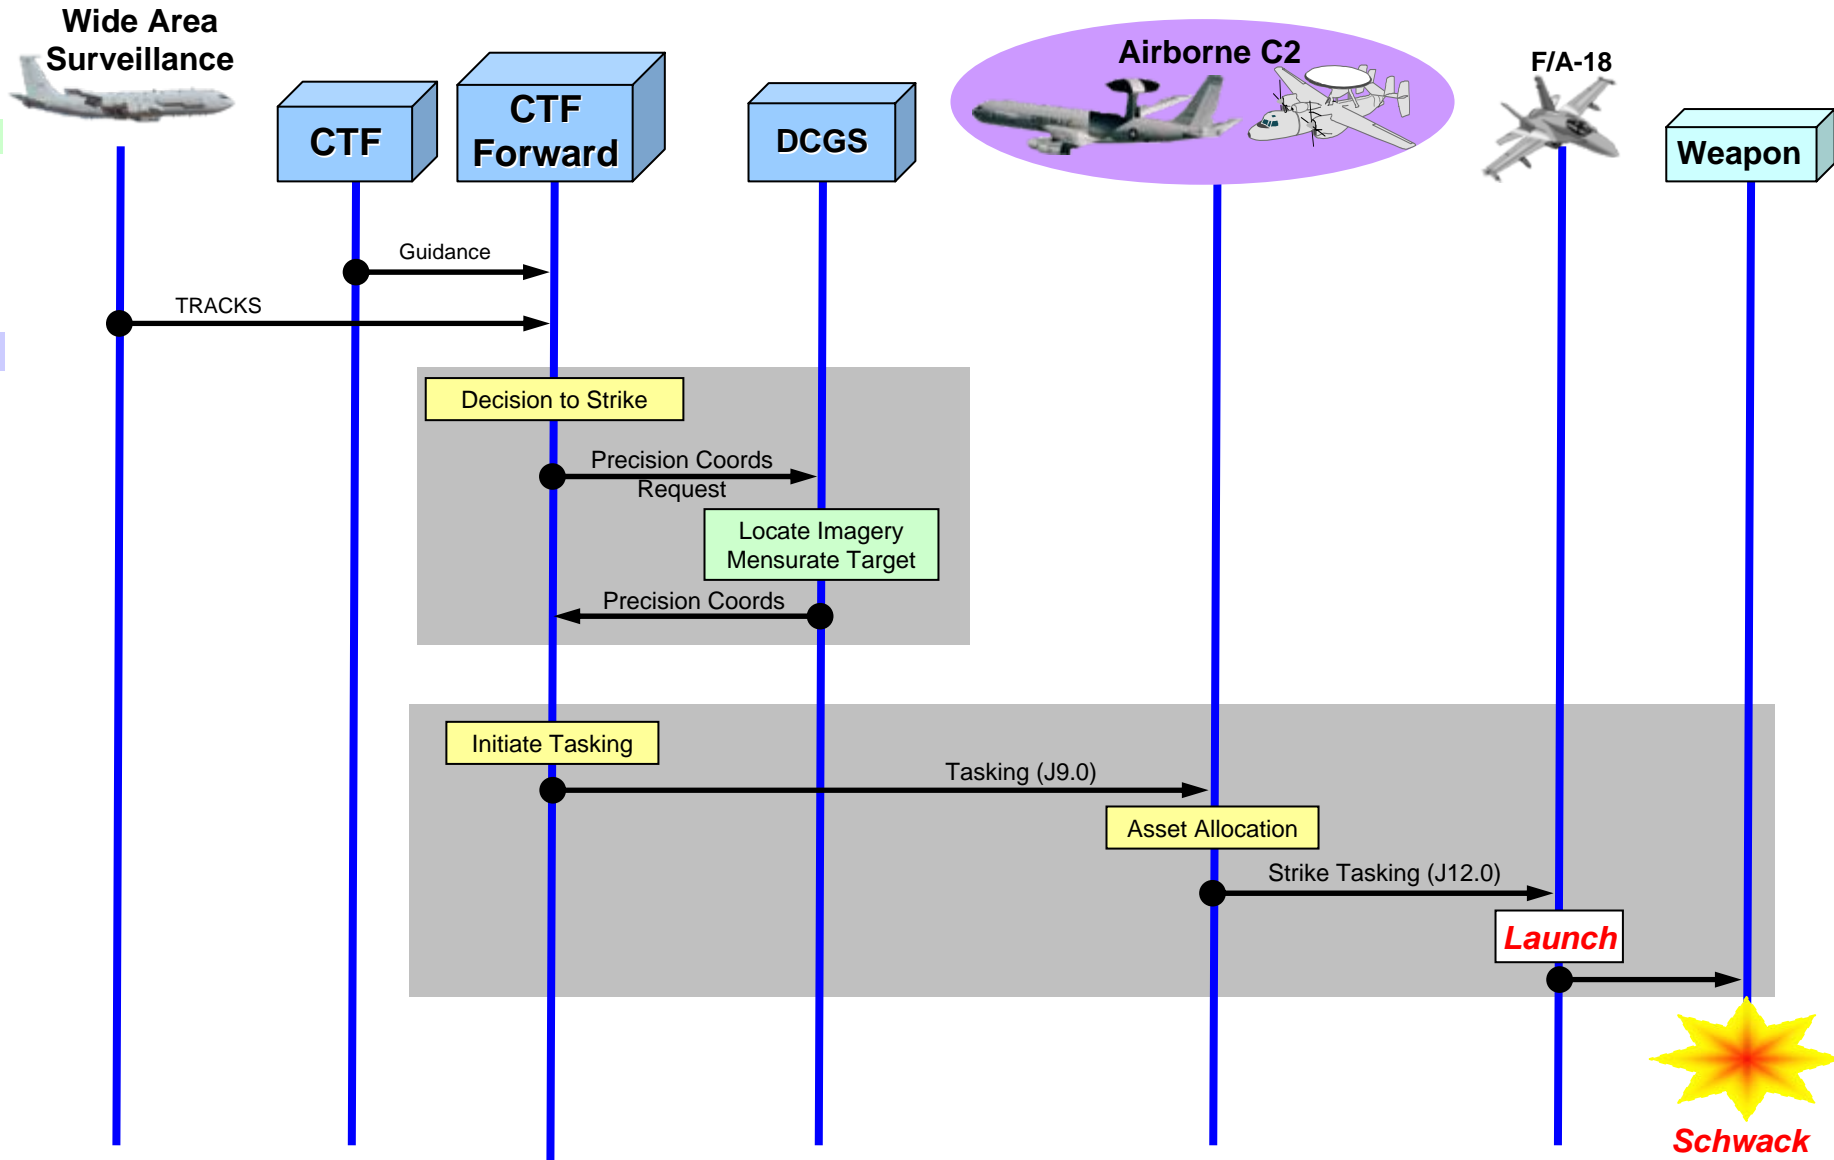 Wide Area
Surveillance
CTF
CTF
Forward
DCGS
Airborne C2
F/A-18
Weapon
Guidance
TRACKS
Decision to Strike
Precision Coords
Request
Locate Imagery
Mensurate Target
Precision Coords
Initiate Tasking
Tasking (J9.0)
Asset Allocation
Strike Tasking (J12.0)
Launch
Schwack